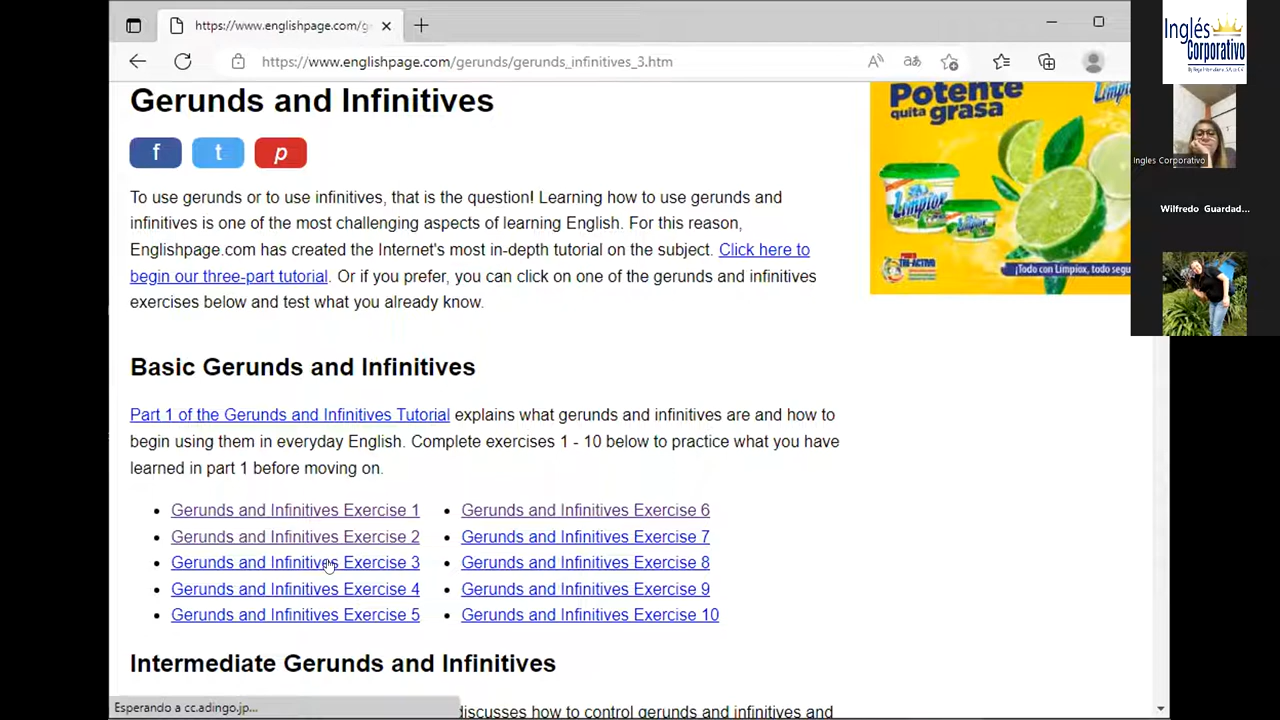 https://www.englishpage.com/g
https://www.englishpage.com/gerunds/gerunds_infinitives_3.htm
Inglés
Corporativo
Gerunds and Infinitives
Potente
quita grasa
Limpiox
f t p
Ingles Corporativo
To use gerunds or to use infinitives, that is the question! Learning how to use gerunds and
infinitives is one of the most challenging aspects of learning English. For this reason,
Wilfredo Guardad...
Englishpage.com has created the Internet's most in-depth tutorial on the subject. Click here to
begin our three-part tutorial. Or if you prefer, you can click on one of the gerunds and infinitives
exercises below and test what you already know.
¡Todo con Limpiox, todo segu
Basic Gerunds and Infinitives
Part 1 of the Gerunds and Infinitives Tutorial explains what gerunds and infinitives are and how to
begin using them in everyday English. Complete exercises 1 - 10 below to practice what you have
learned in part 1 before moving on.
Gerunds and Infinitives Exercise 1
Gerunds and Infinitives Exercise 2
Gerunds and Infinitives Exercise 3
Gerunds and Infinitives Exercise 4
Gerunds and Infinitives Exercise 5
Gerunds and Infinitives Exercise 6
Gerunds and Infinitives Exercise 7
Gerunds and Infinitives Exercise 8
Gerunds and Infinitives Exercise 9
Gerunds and Infinitives Exercise 10
Intermediate Gerunds and Infinitives
discusses how to control gerunds and infinitives and
Esperando a cc.adingo.jp...